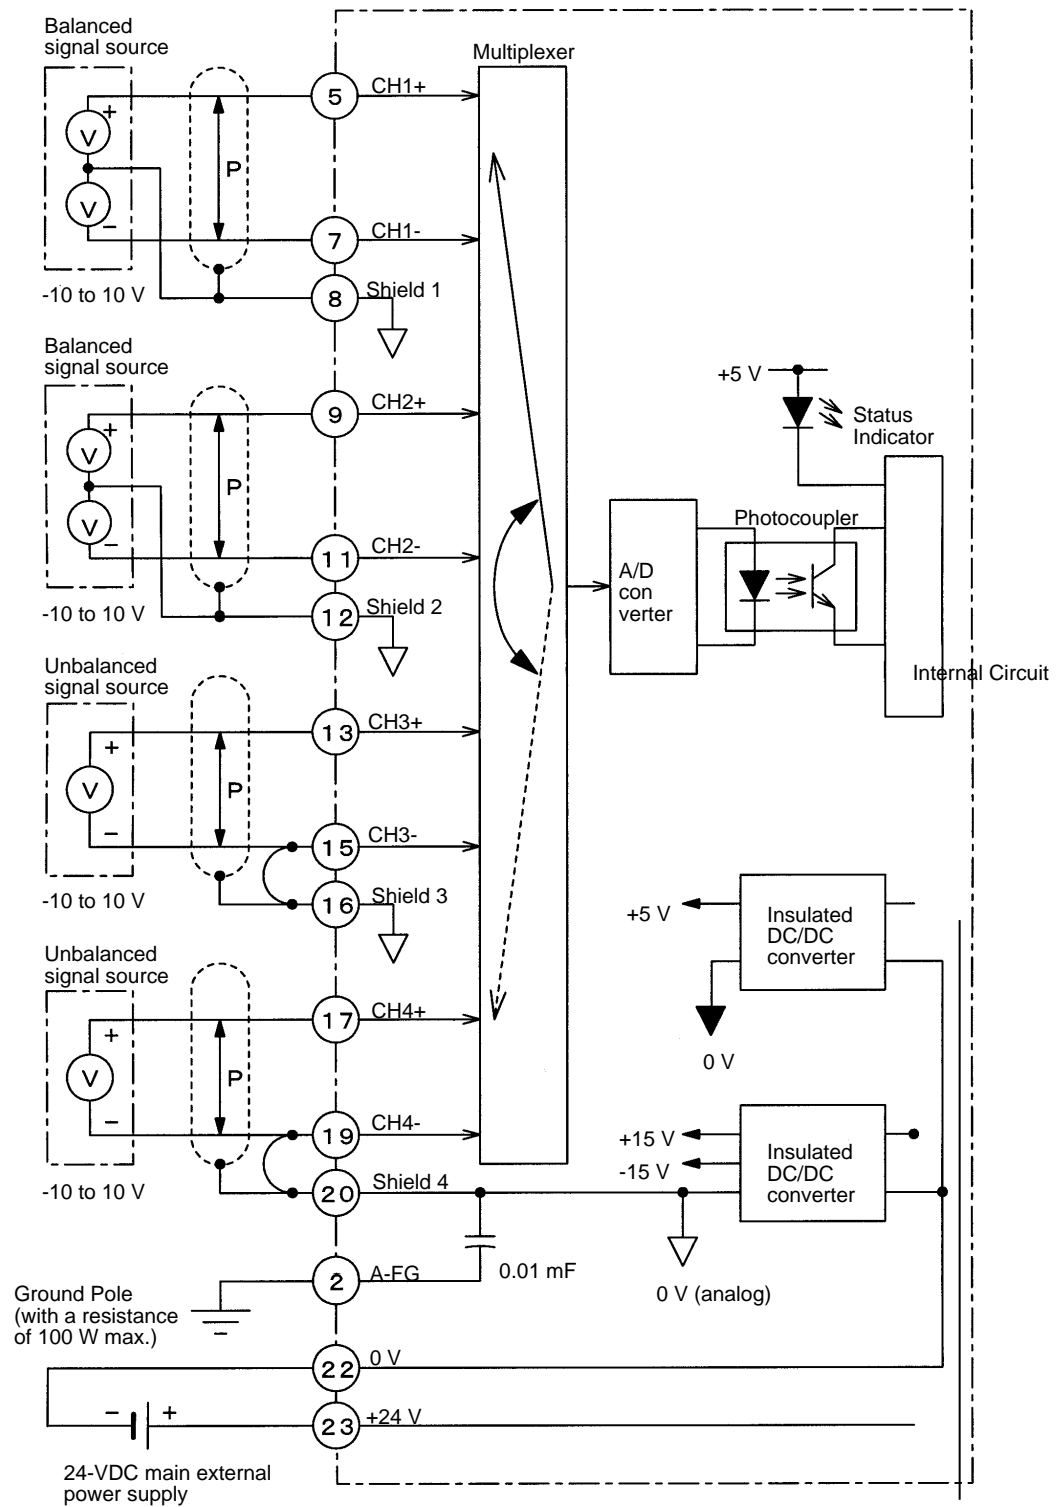 Balanced
signal source
Multiplexer
5 CH1+
+
V
P
V
−
7 CH1-
-10 to 10 V
8 Shield 1
Balanced
signal source
+5 V
9 CH2+
Status
Indicator
+
V
P
V
−
Photocoupler
11 CH2-
A/D
con
verter
-10 to 10 V
12 Shield 2
Unbalanced
signal source
Internal Circuit
13 CH3+
+
V
P
−
15 CH3-
-10 to 10 V
16 Shield 3
+5 V
Insulated
DC/DC
converter
Unbalanced
signal source
17 CH4+
+
0 V
V
P
−
19 CH4-
+15 V
-15 V
Insulated
DC/DC
converter
-10 to 10 V
20 Shield 4
2 A-FG
0.01 mF
0 V (analog)
Ground Pole
(with a resistance
of 100 W max.)
22 0 V
− +
23 +24 V
24-VDC main external
power supply